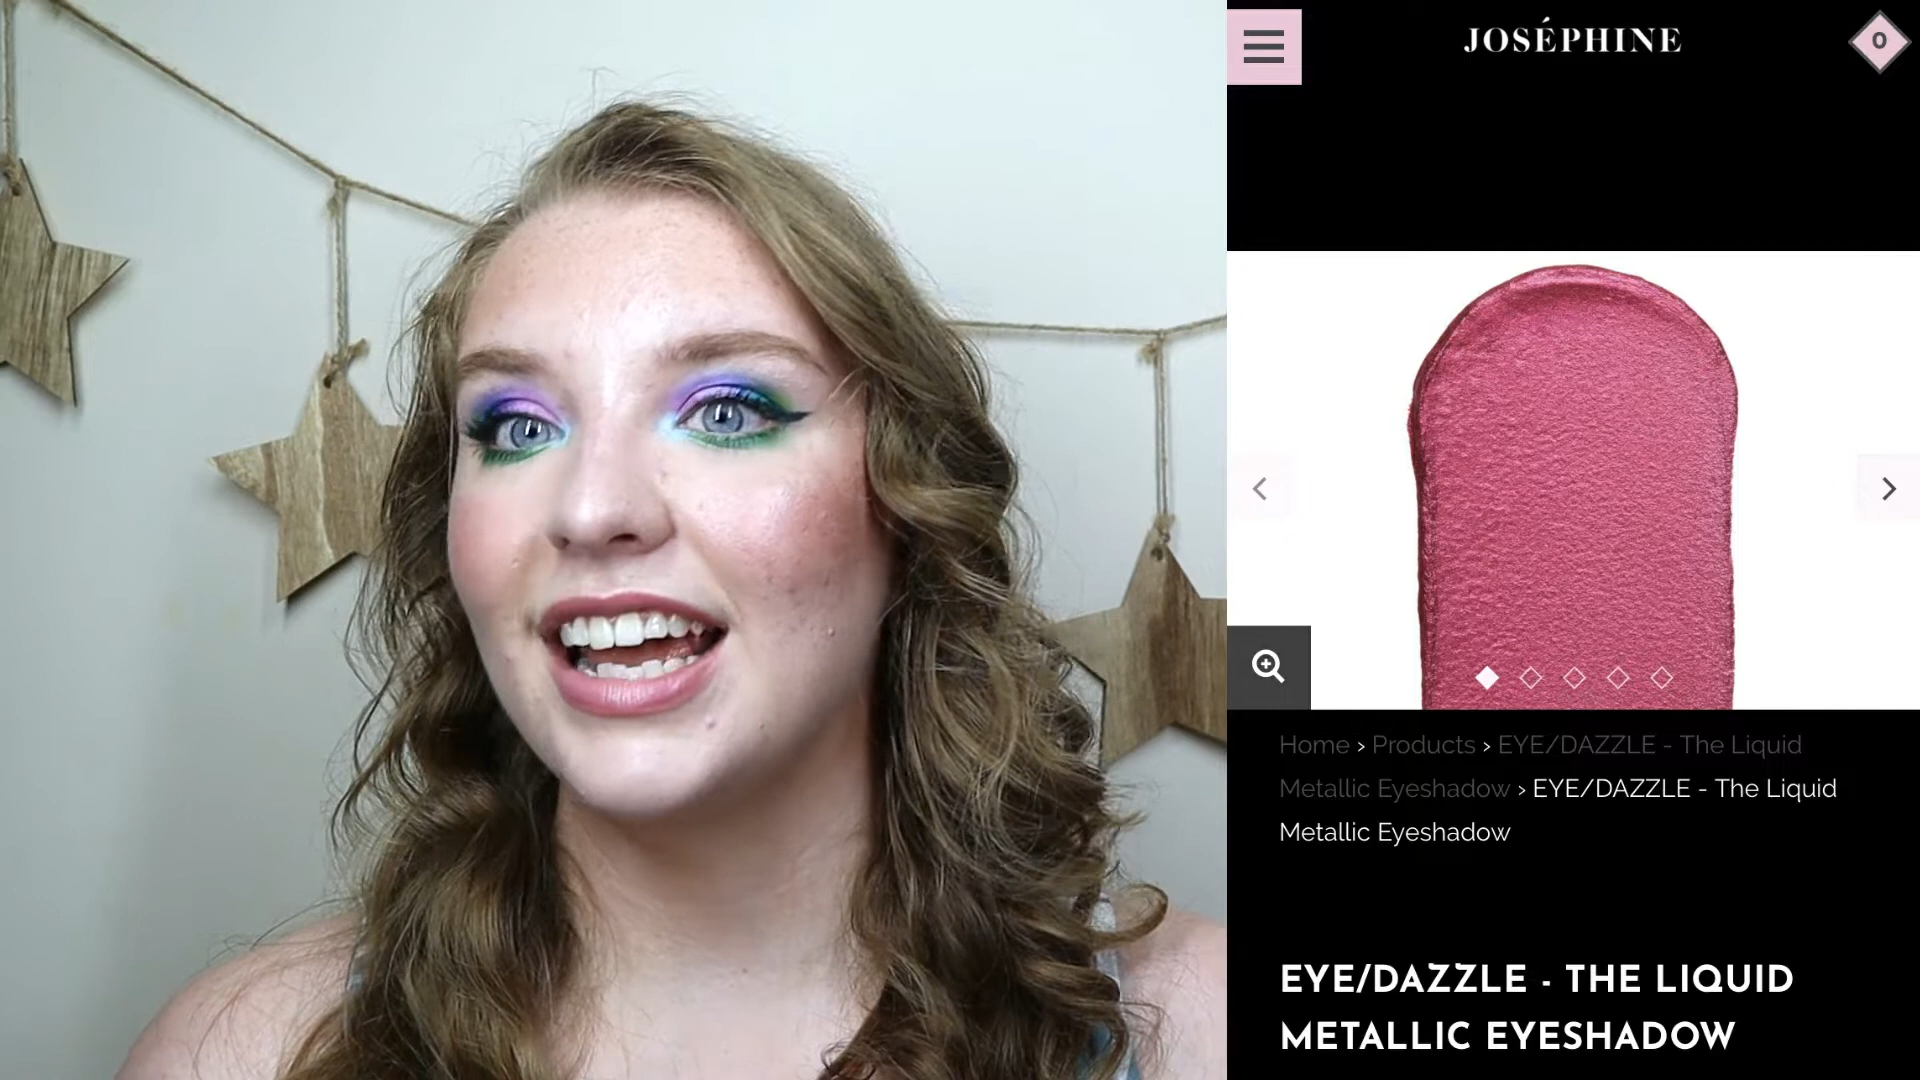 JOSÉPHINE
0
Home › Products › EYE/DAZZLE - The Liquid
Metallic Eyeshadow › EYE/DAZZLE - The Liquid
Metallic Eyeshadow
EYE/DAZZLE - THE LIQUID
METALLIC EYESHADOW